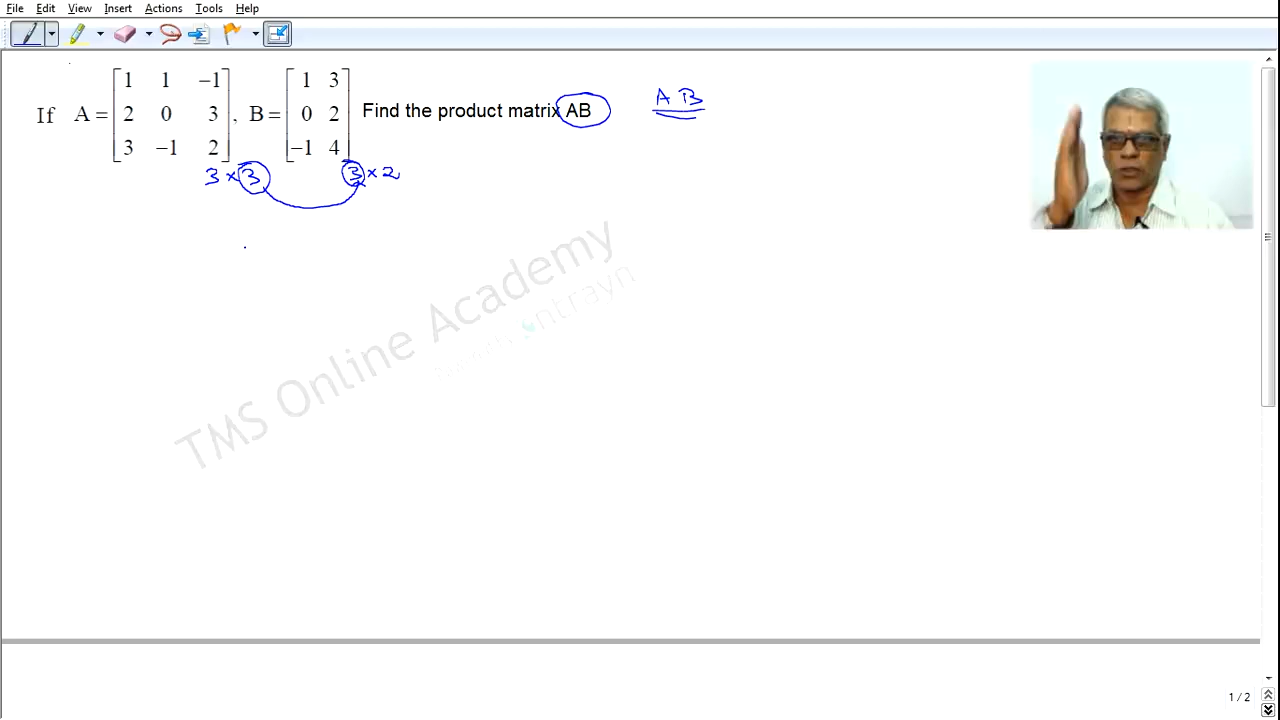 File Edit View Insert Actions Tools Help
If A = [1 1 −1; 2 0 3; 3 −1 2], B = [1 3; 0 2; −1 4] Find the product matrix AB
A B
3 × 3 3 × 2
TMS Online Academy
1 / 2